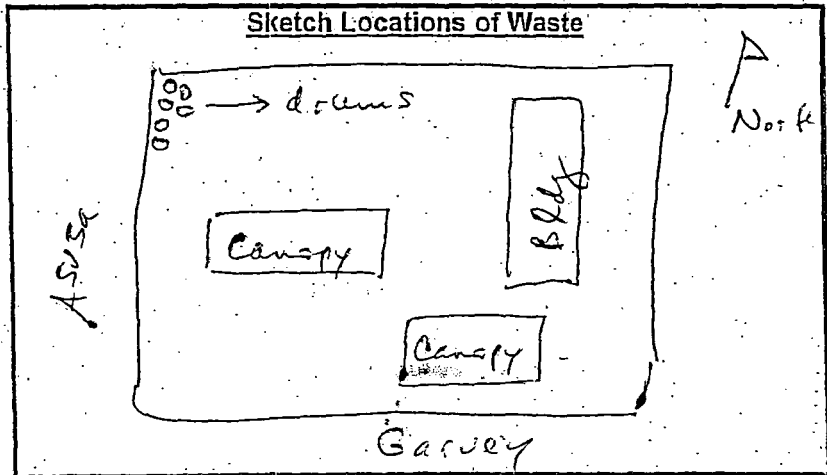 Sketch Locations of Waste
North
drums
Bldg
Canopy
Azusa
Canopy
Garvey